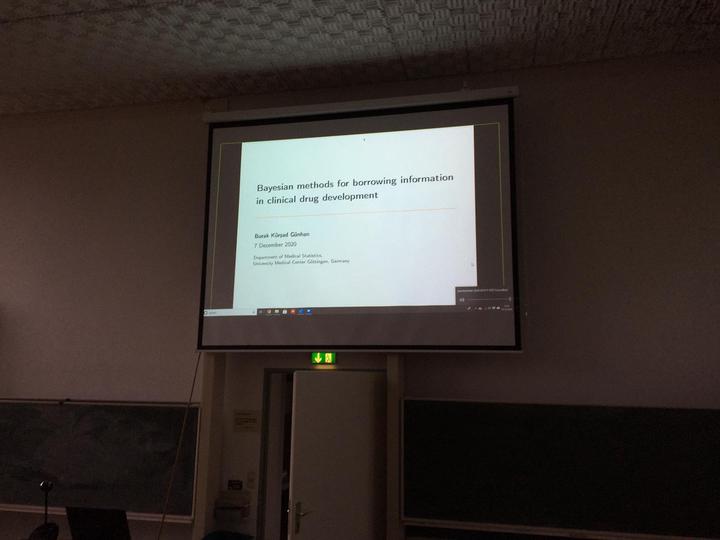 Bayesian methods for borrowing information
in clinical drug development
Burak Kürşad Günhan
7 December 2020
Department of Medical Statistics,
University Medical Center Göttingen, Germany